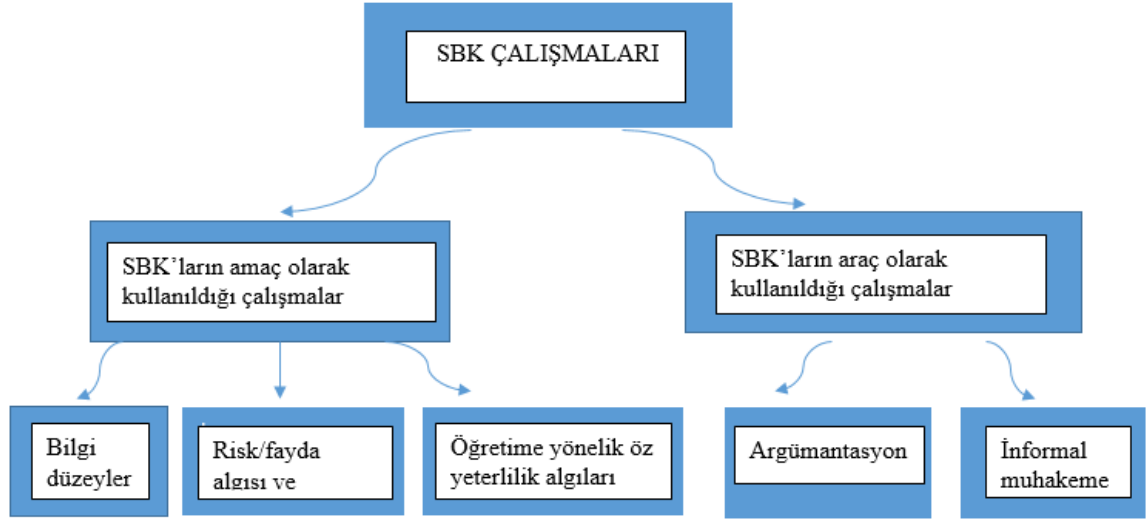 SBK ÇALIŞMALARI
SBK’ların amaç olarak
kullanıldığı çalışmalar
SBK’ların araç olarak
kullanıldığı çalışmalar
Bilgi
düzeyler
Risk/fayda
algısı ve
Öğretime yönelik öz
yeterlilik algıları
Argümantasyon
İnformal
muhakeme